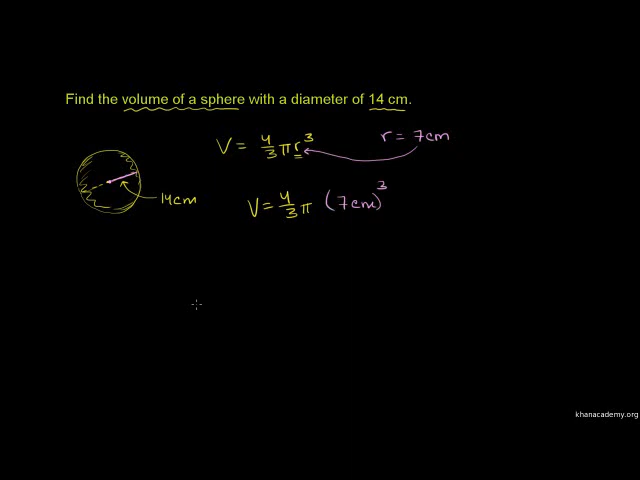 Find the volume of a sphere with a diameter of 14 cm.
V = 4/3 π r³
r = 7cm
14cm
V = 4/3 π (7cm)³
khanacademy.org